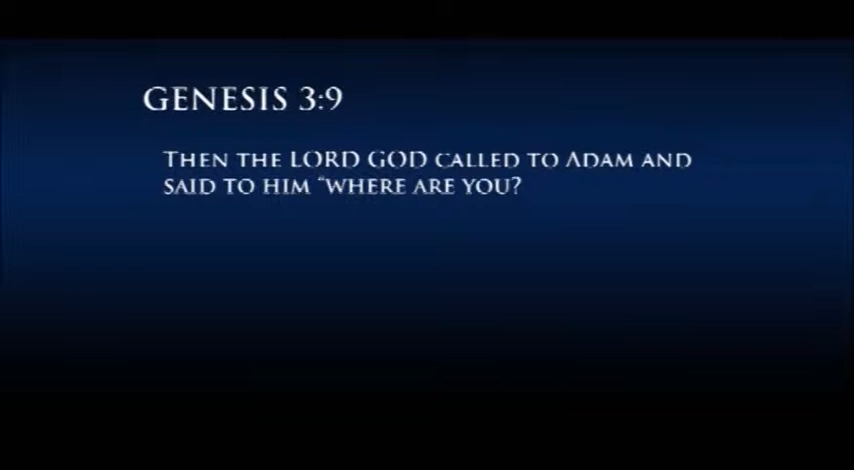 GENESIS 3:9
THEN THE LORD GOD CALLED TO ADAM AND
SAID TO HIM “WHERE ARE YOU?